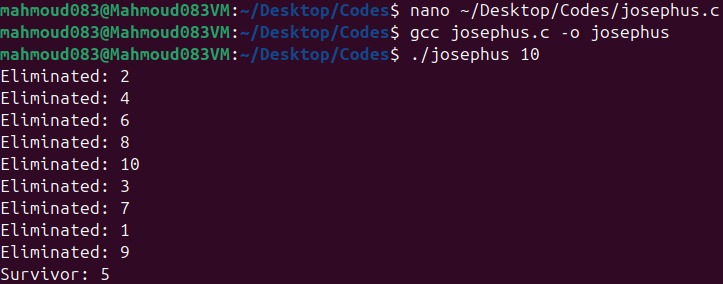 mahmoud083@Mahmoud083VM:~/Desktop/Codes$ nano ~/Desktop/Codes/josephus.c
mahmoud083@Mahmoud083VM:~/Desktop/Codes$ gcc josephus.c -o josephus
mahmoud083@Mahmoud083VM:~/Desktop/Codes$ ./josephus 10
Eliminated: 2
Eliminated: 4
Eliminated: 6
Eliminated: 8
Eliminated: 10
Eliminated: 3
Eliminated: 7
Eliminated: 1
Eliminated: 9
Survivor: 5